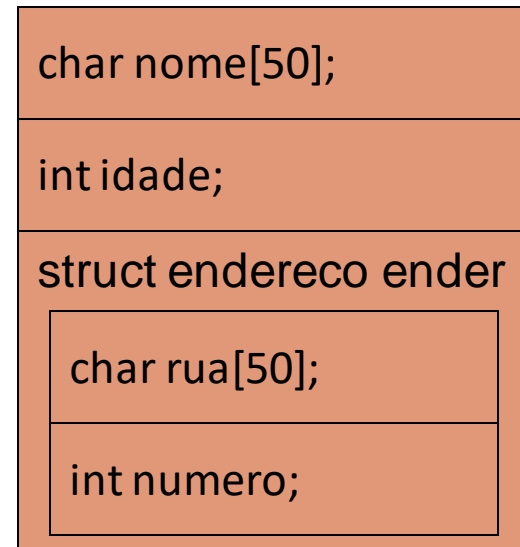 char nome[50];
int idade;
struct endereco ender
char rua[50];
int numero;